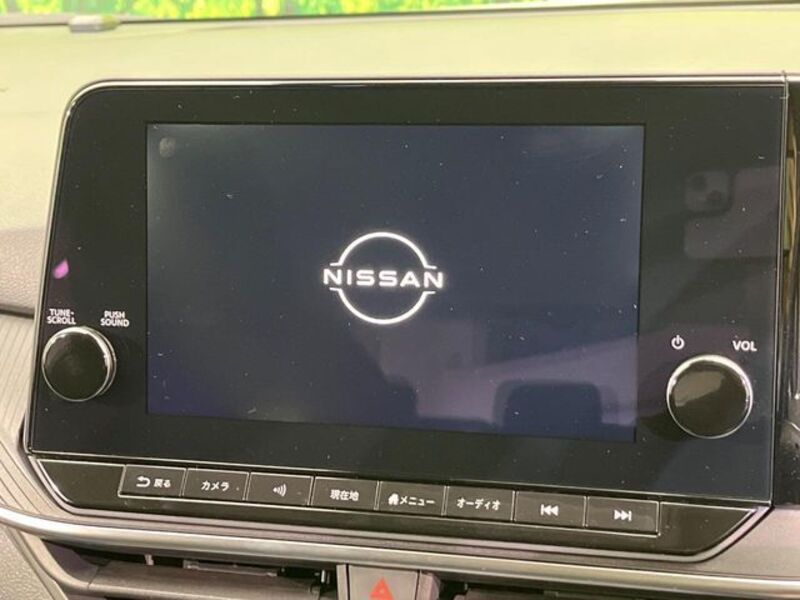 NISSAN
TUNE•
SCROLL
PUSH
SOUND
VOL
戻る
カメラ
現在地
メニュー
オーディオ